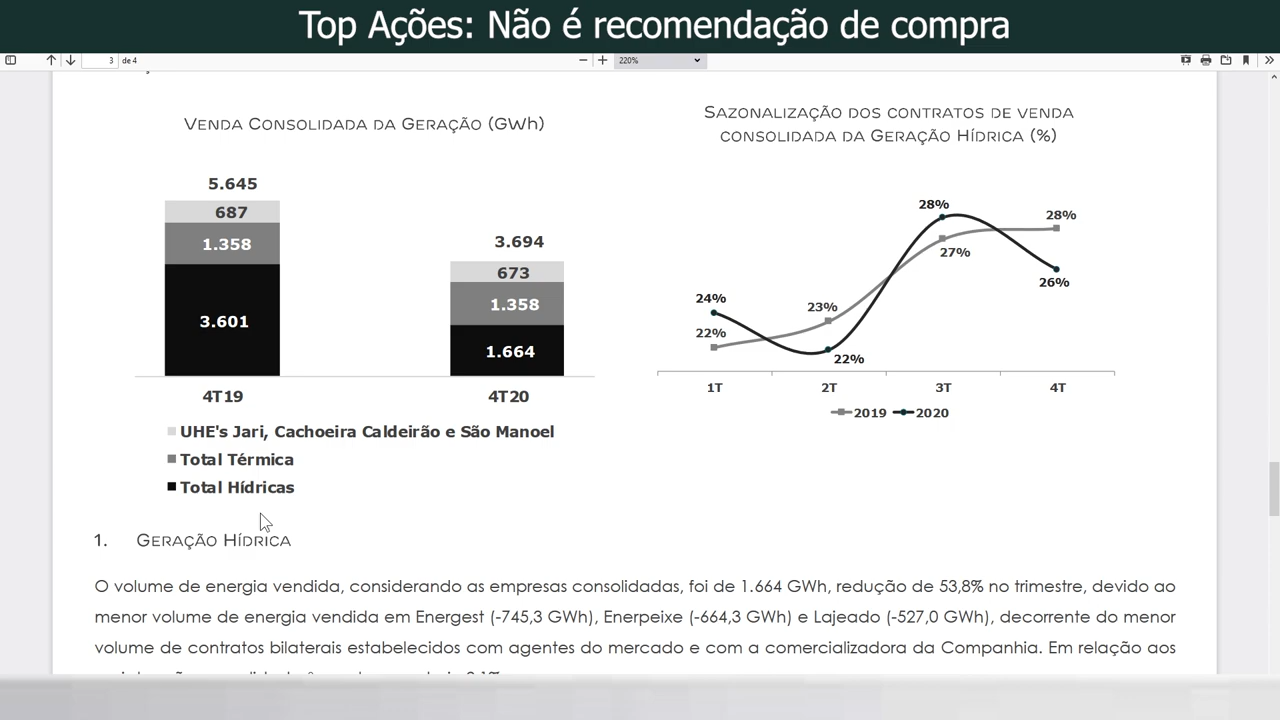 Top Ações: Não é recomendação de compra
3 de 4
220%
Venda Consolidada da Geração (GWh)
5.645
687
1.358
3.601
3.694
673
1.358
1.664
4T19
4T20
UHE's Jari, Cachoeira Caldeirão e São Manoel
Total Térmica
Total Hídricas
Sazonalização dos contratos de venda
consolidada da Geração Hídrica (%)
28%
28%
27%
26%
24%
23%
22%
22%
1T
2T
3T
4T
2019
2020
1. Geração Hídrica
O volume de energia vendida, considerando as empresas consolidadas, foi de 1.664 GWh, redução de 53,8% no trimestre, devido ao
menor volume de energia vendida em Energest (-745,3 GWh), Enerpeixe (-664,3 GWh) e Lajeado (-527,0 GWh), decorrente do menor
volume de contratos bilaterais estabelecidos com agentes do mercado e com a comercializadora da Companhia. Em relação aos